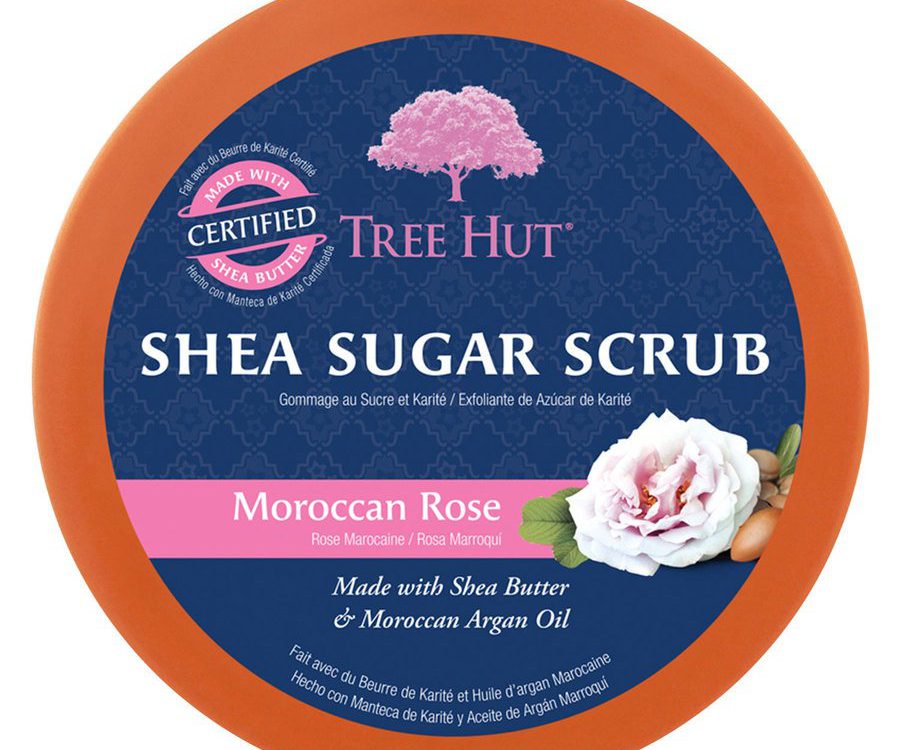 Fait avec du Beurre de Karité Certifié
MADE WITH
CERTIFIED
SHEA BUTTER
Hecho con Manteca de Karité Certificada
TREE HUT®
SHEA SUGAR SCRUB
Gommage au Sucre et Karité / Exfoliante de Azúcar de Karité
Moroccan Rose
Rose Marocaine / Rosa Marroquí
Made with Shea Butter
& Moroccan Argan Oil
Fait avec du Beurre de Karité et Huile d'argan Marocaine
Hecho con Manteca de Karité y Aceite de Argán Marroquí